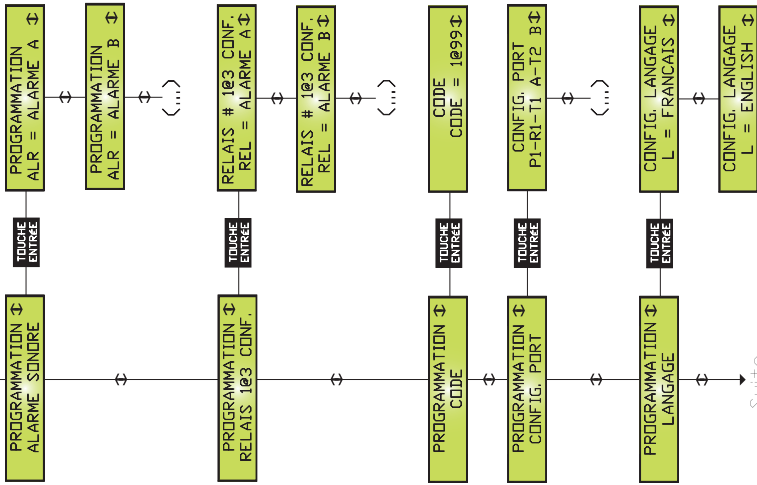 PROGRAMMATION ⇕
ALARME SONORE
TOUCHE
ENTRÉE
PROGRAMMATION ⇕
ALR = ALARME A
PROGRAMMATION ⇕
ALR = ALARME B
(...)
PROGRAMMATION ⇕
RELAIS 1@3 CONF.
TOUCHE
ENTRÉE
RELAIS # 1@3 CONF.
REL = ALARME A⇕
RELAIS # 1@3 CONF.
REL = ALARME B⇕
(...)
PROGRAMMATION ⇕
CODE
TOUCHE
ENTRÉE
CODE
CODE = 1@99⇕
PROGRAMMATION ⇕
CONFIG. PORT
TOUCHE
ENTRÉE
CONFIG. PORT
P1-R1-T1 A-T2 B⇕
(...)
PROGRAMMATION ⇕
LANGAGE
TOUCHE
ENTRÉE
CONFIG. LANGAGE
L = FRANCAIS ⇕
CONFIG. LANGAGE
L = ENGLISH ⇕
Suite